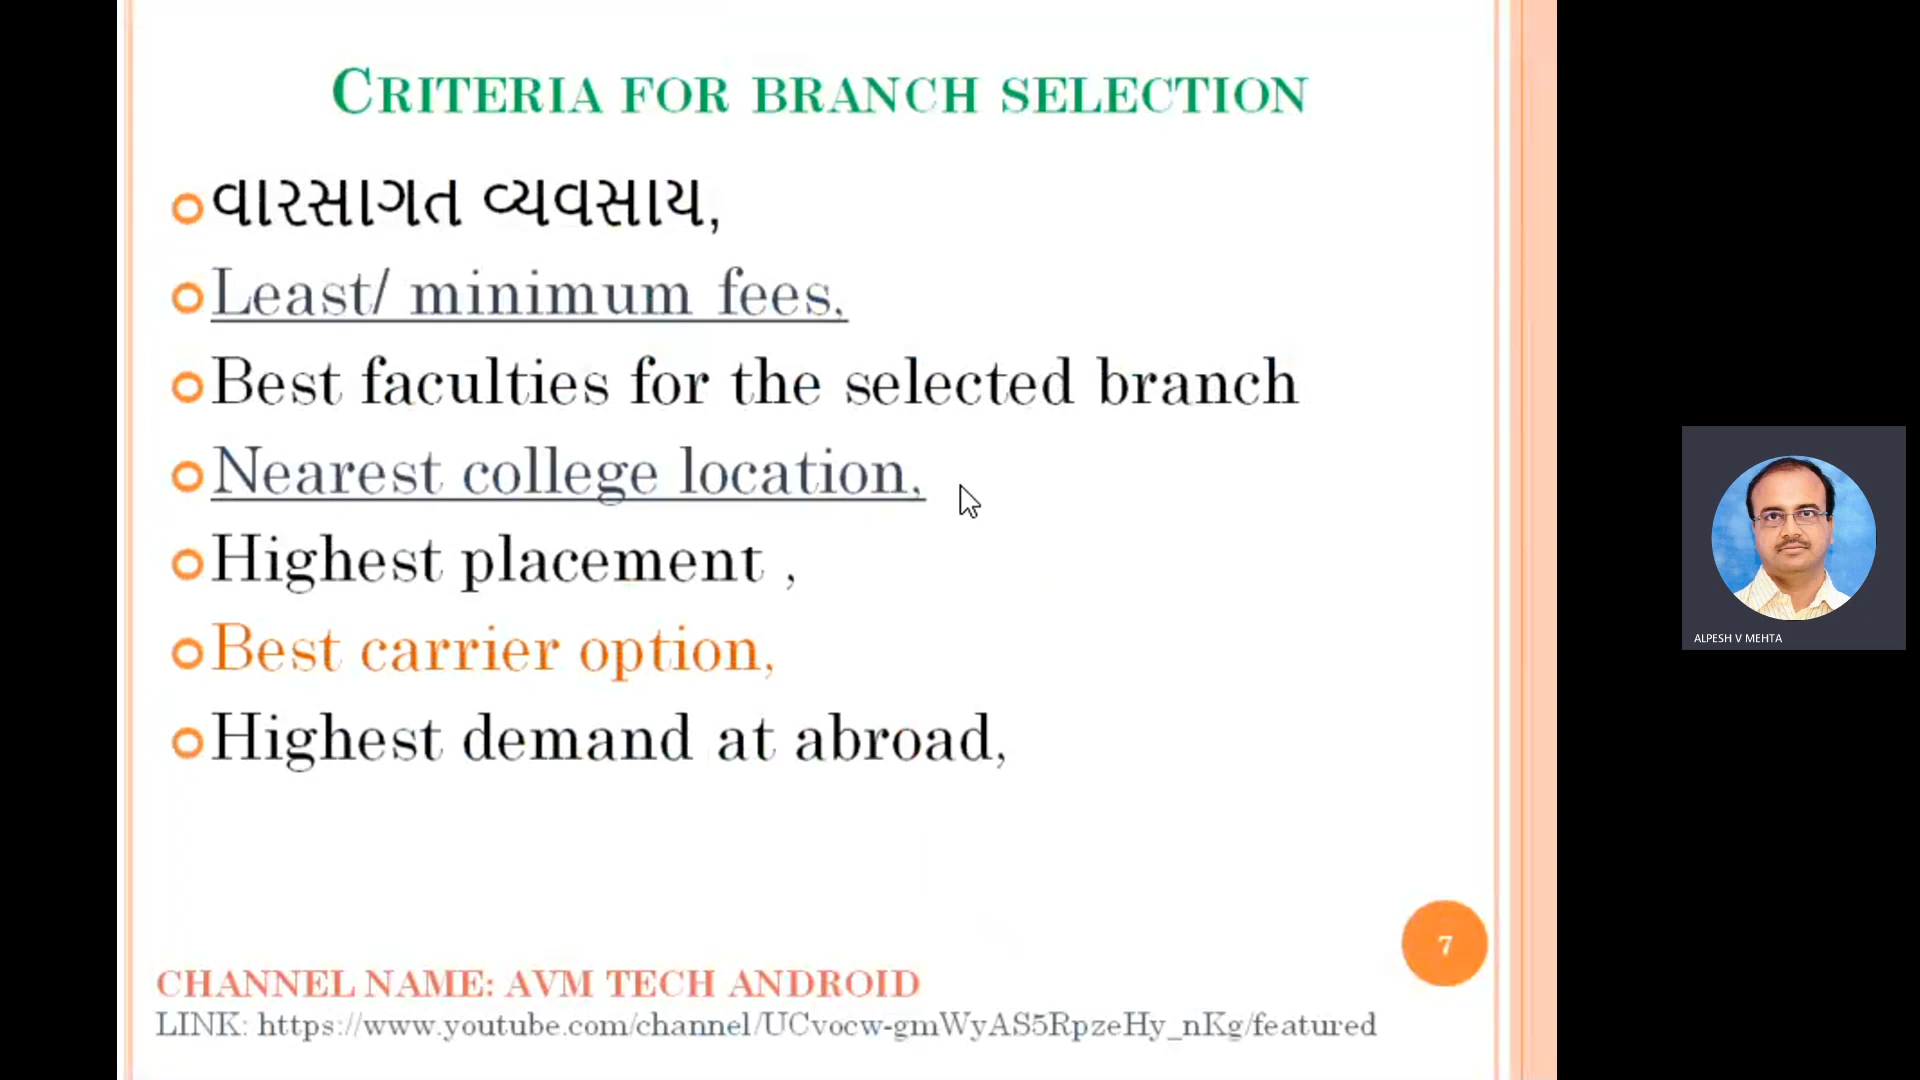 CRITERIA FOR BRANCH SELECTION
વારસાગત વ્યવસાય,
Least/ minimum fees,
Best faculties for the selected branch
Nearest college location,
Highest placement ,
Best carrier option,
Highest demand at abroad,
7
CHANNEL NAME: AVM TECH ANDROID
LINK: https://www.youtube.com/channel/UCvocw-gmWyAS5RpzeHy_nKg/featured
ALPESH V MEHTA